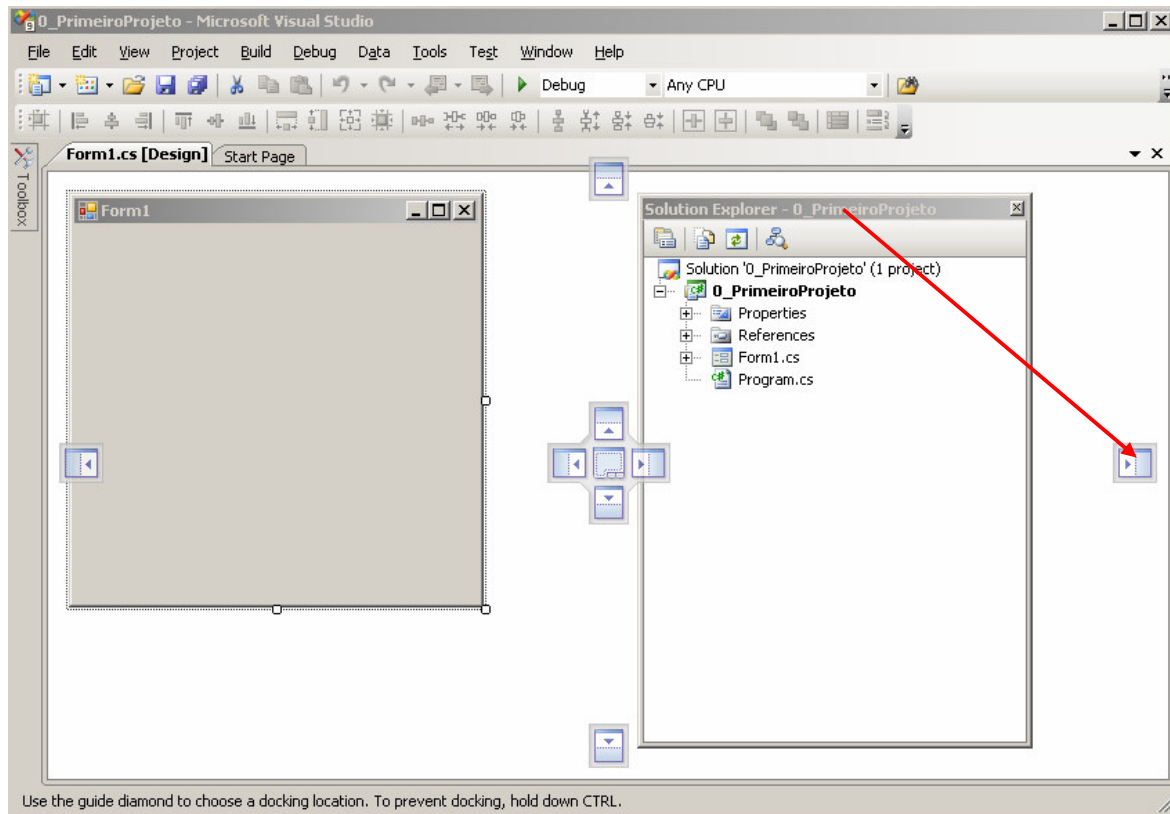 0_PrimeiroProjeto - Microsoft Visual Studio
File Edit View Project Build Debug Data Tools Test Window Help
Debug Any CPU
Toolbox
Form1.cs [Design] Start Page
Form1
Solution Explorer - 0_PrimeiroProjeto
Solution '0_PrimeiroProjeto' (1 project)
0_PrimeiroProjeto
Properties
References
Form1.cs
Program.cs
Use the guide diamond to choose a docking location. To prevent docking, hold down CTRL.